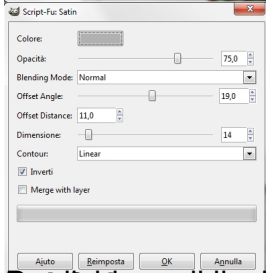 Script-Fu: Satin
Colore:
Opacità: 75,0
Blending Mode: Normal
Offset Angle: 19,0
Offset Distance: 11,0
Dimensione: 14
Contour: Linear
Inverti
Merge with layer
Aiuto Reimposta OK Annulla